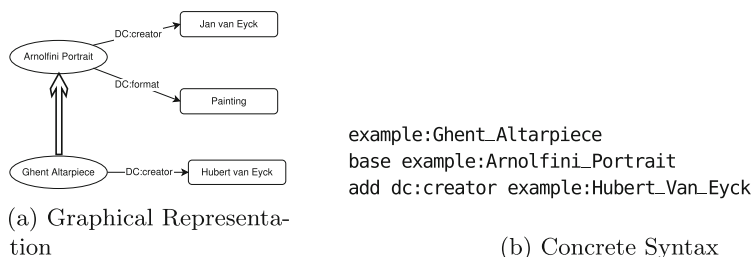 Jan van Eyck
DC:creator
Arnolfini Portrait
DC:format
Painting
Ghent Altarpiece
DC:creator
Hubert van Eyck
(a) Graphical Representa-
tion
example:Ghent_Altarpiece
base example:Arnolfini_Portrait
add dc:creator example:Hubert_Van_Eyck
(b) Concrete Syntax